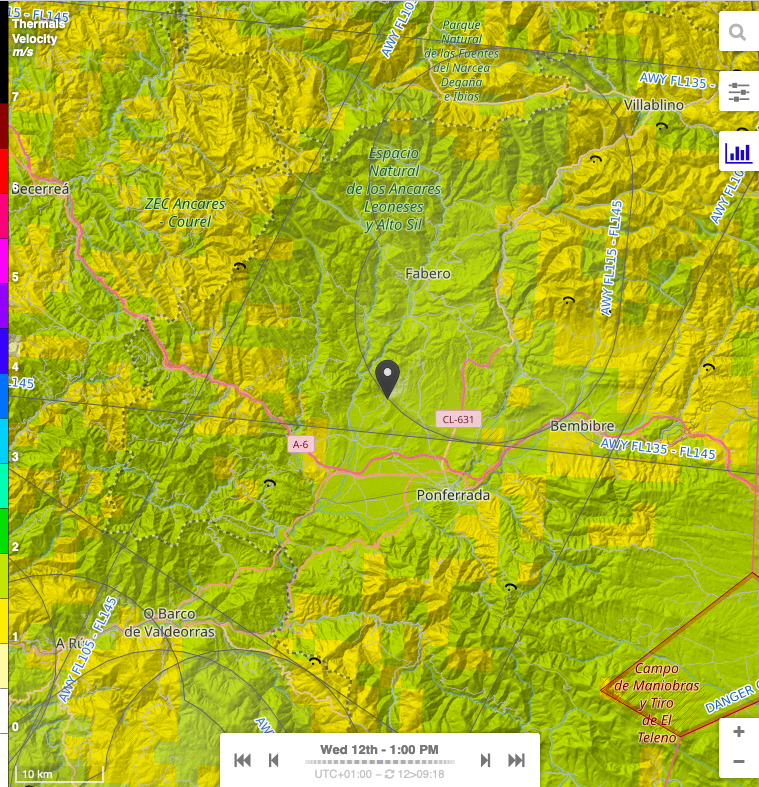 15 - FL145
Thermals
Velocity
m/s
AWY FL10
Parque
Natural
de las Fuentes
del Narcea
Degaña
e Ibias
AWY FL135 -
Villablino
7
Espacio
Natural
de los Ancares
Leoneses
y Alto Sil
6
Becerreá
ZEC Ancares
- Courel
AWY FL10
AWY FL115 - FL145
5
Fabero
4
145
CL-631
Bembibre
A-6
AWY FL135 - FL145
3
Ponferrada
2
O Barco
de Valdeorras
1
A Rú
AWY FL105 - FL145
Campo
de Maniobras
y Tiro
de El
Teleno
DANGER
0
AW
Wed 12th - 1:00 PM
UTC+01:00 – 12>09:18
10 km